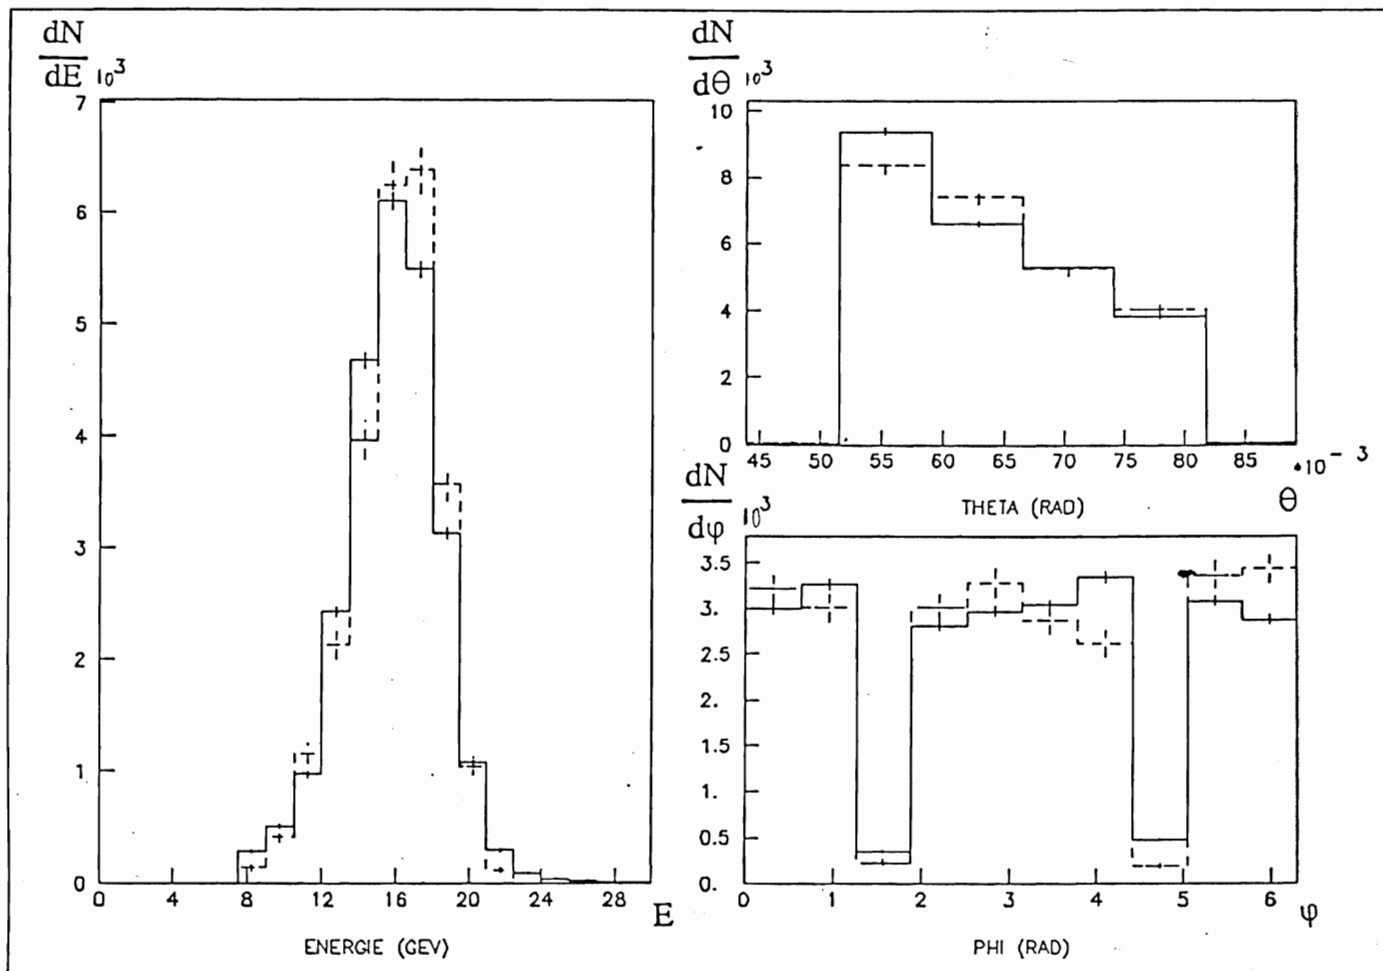 dN
dE 10³
7
6
5
4
3
2
1
0
0 4 8 12 16 20 24 28 E
ENERGIE (GEV)
dN
dθ 10³
10
8
6
4
2
0
45 50 55 60 65 70 75 80 85 .10⁻³
THETA (RAD) θ
dN
dφ 10³
3.5
3.
2.5
2.
1.5
1.
0.5
0.
0 1 2 3 4 5 6 φ
PHI (RAD)